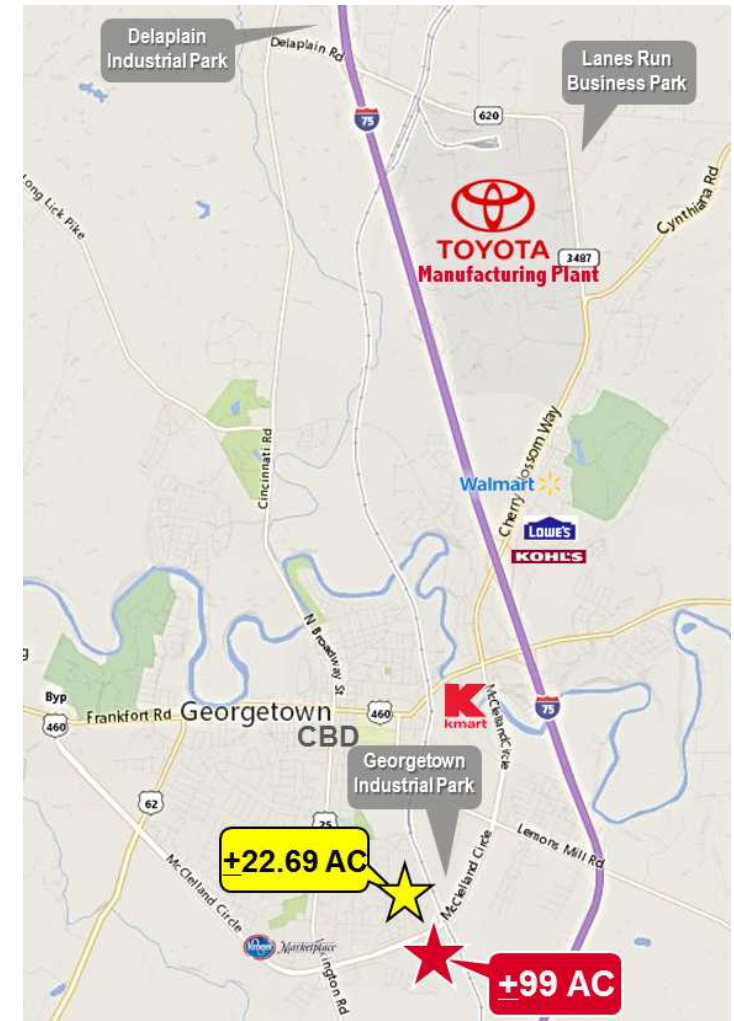 Delaplain
Industrial Park
Delaplain Rd
Lanes Run
Business Park
75
620
Long Lick Pike
Cynthiana Rd
TOYOTA
3487
Manufacturing Plant
Cincinnati Rd
Cherry Blossom Way
Walmart
LOWE'S
KOHL'S
N Broadway St
Byp
460
Frankfort Rd
Georgetown
460
CBD
K
kmart
McClelland Circle
75
Georgetown
Industrial Park
62
25
Lemons Mill Rd
+22.69 AC
McClelland Circle
McClelland Circle
Kroger Marketplace
ington Rd
+99 AC